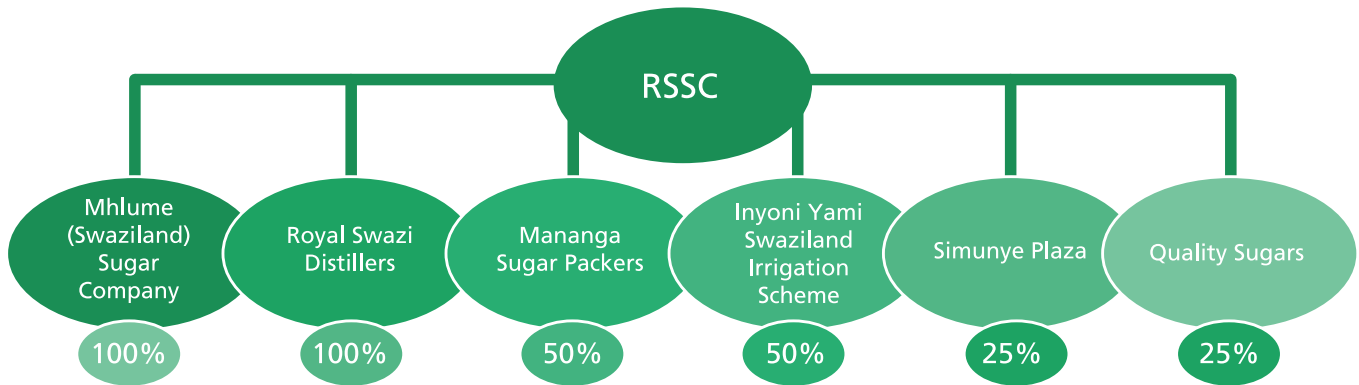 RSSC
Mhlume
(Swaziland)
Sugar
Company
100%
Royal Swazi
Distillers
100%
Mananga
Sugar Packers
50%
Inyoni Yami
Swaziland
Irrigation
Scheme
50%
Simunye Plaza
25%
Quality Sugars
25%